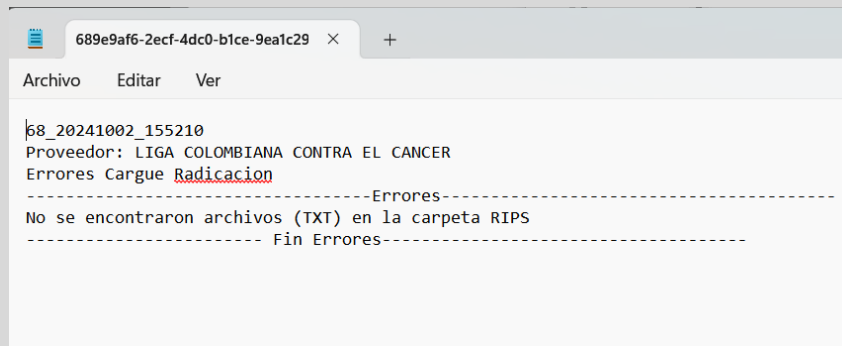 689e9af6-2ecf-4dc0-b1ce-9ea1c29
Archivo Editar Ver
68_20241002_155210
Proveedor: LIGA COLOMBIANA CONTRA EL CANCER
Errores Cargue Radicacion
-----------------------------------Errores----------------------------------------
No se encontraron archivos (TXT) en la carpeta RIPS
------------------------ Fin Errores-------------------------------------